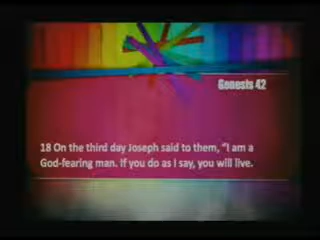 Genesis 42
18 On the third day Joseph said to them, "I am a
God-fearing man. If you do as I say, you will live.